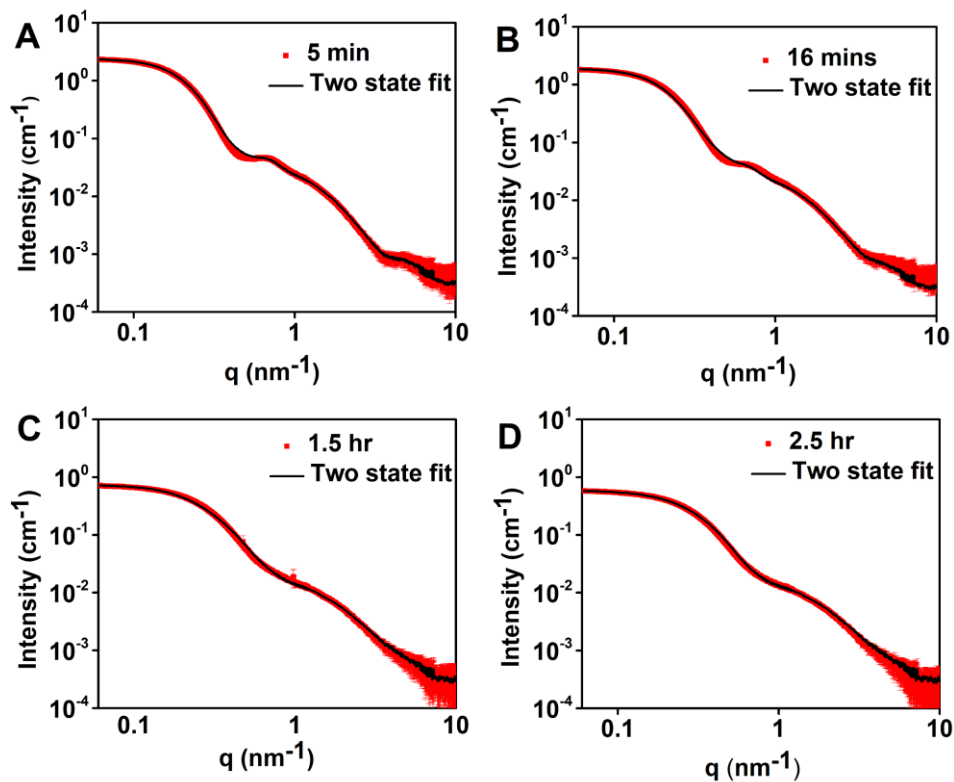 A
5 min
Two state fit
10¹
10⁰
10⁻¹
10⁻²
10⁻³
10⁻⁴
Intensity (cm⁻¹)
0.1 1 10
q (nm⁻¹)
B
16 mins
Two state fit
10¹
10⁰
10⁻¹
10⁻²
10⁻³
10⁻⁴
Intensity (cm⁻¹)
0.1 1 10
q (nm⁻¹)
C
1.5 hr
Two state fit
10¹
10⁰
10⁻¹
10⁻²
10⁻³
10⁻⁴
Intensity (cm⁻¹)
0.1 1 10
q (nm⁻¹)
D
2.5 hr
Two state fit
10¹
10⁰
10⁻¹
10⁻²
10⁻³
10⁻⁴
Intensity (cm⁻¹)
0.1 1 10
q (nm⁻¹)